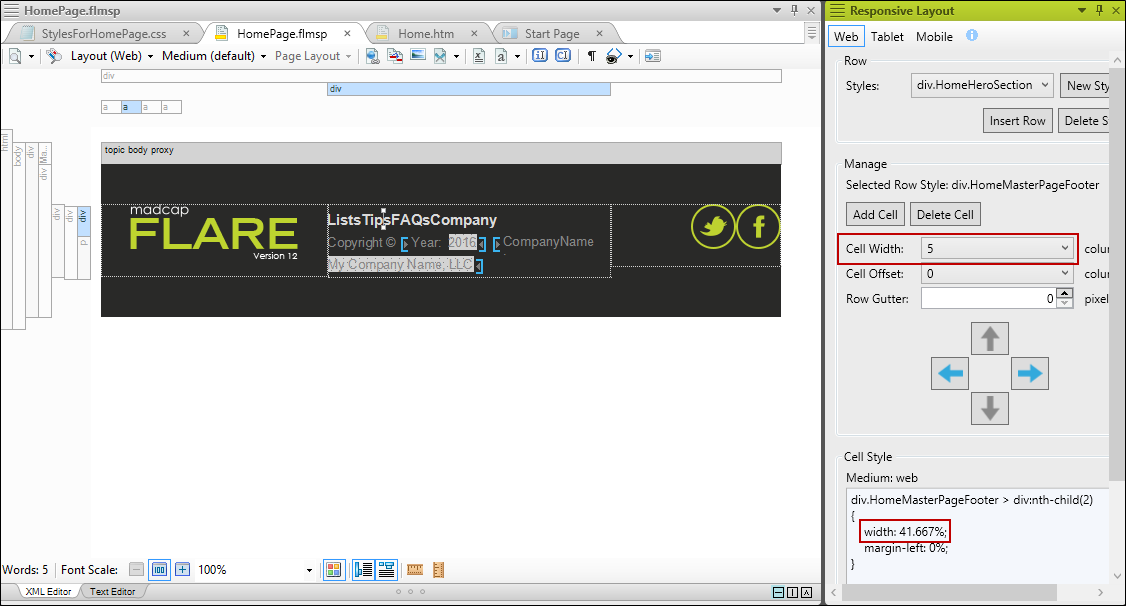 HomePage.flmsp
StylesForHomePage.css
HomePage.flmsp
Home.htm
Start Page
Layout (Web)
Medium (default)
Page Layout
div
div
a a a a
html
body
div
Ma...
div
div
div
div
p
topic body proxy
madcap
FLARE
Version 12
ListsTipsFAQsCompany
Copyright © Year: 2016 CompanyName
My Company Name, LLC
Words: 5 Font Scale: 100 100%
XML Editor
Text Editor
Responsive Layout
Web Tablet Mobile
Row
Styles: div.HomeHeroSection New Sty
Insert Row Delete S
Manage
Selected Row Style: div.HomeMasterPageFooter
Add Cell Delete Cell
Cell Width: 5 colur
Cell Offset: 0 colur
Row Gutter: 0 pixel
Cell Style
Medium: web
div.HomeMasterPageFooter > div:nth-child(2)
{
width: 41.667%;
margin-left: 0%;
}